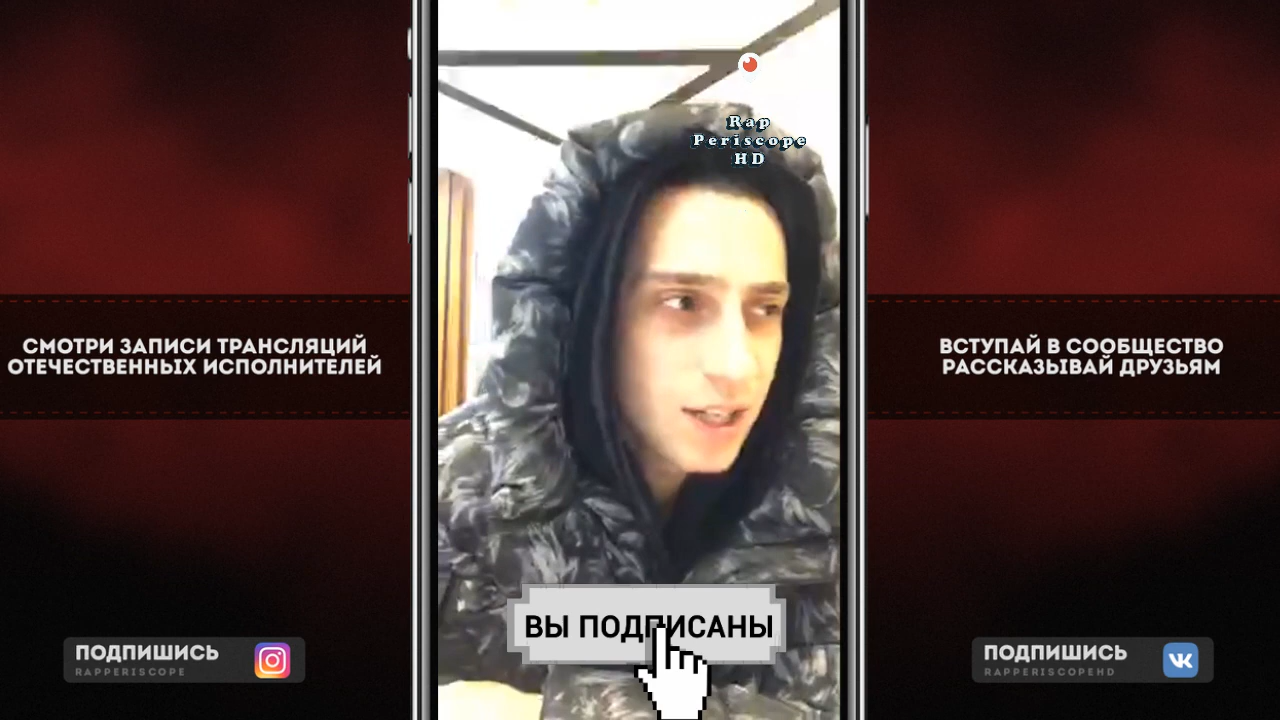 Rap
Periscope
HD
СМОТРИ ЗАПИСИ ТРАНСЛЯЦИЙ
ОТЕЧЕСТВЕННЫХ ИСПОЛНИТЕЛЕЙ
ВСТУПАЙ В СООБЩЕСТВО
РАССКАЗЫВАЙ ДРУЗЬЯМ
ВЫ ПОДПИСАНЫ
ПОДПИШИСЬ
RAPPERISCOPE
ПОДПИШИСЬ
RAPPERISCOPEHD